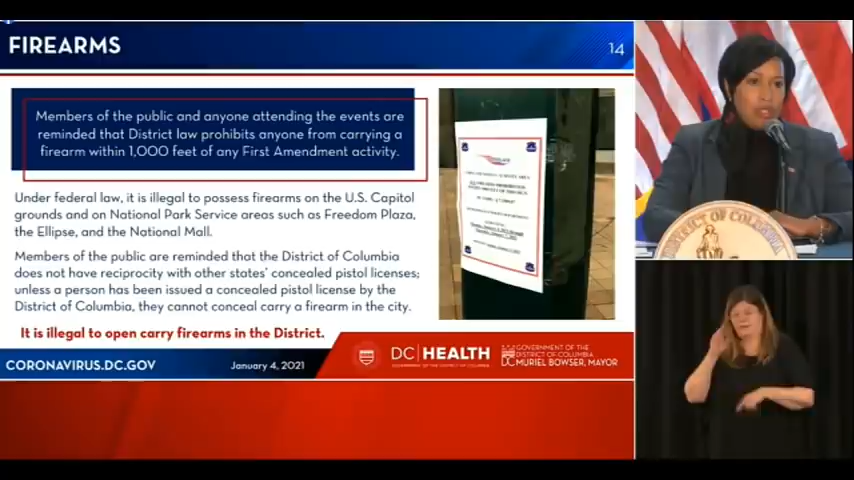 FIREARMS
14
Members of the public and anyone attending the events are
reminded that District law prohibits anyone from carrying a
firearm within 1,000 feet of any First Amendment activity.
Under federal law, it is illegal to possess firearms on the U.S. Capitol
grounds and on National Park Service areas such as Freedom Plaza,
the Ellipse, and the National Mall.
Members of the public are reminded that the District of Columbia
does not have reciprocity with other states' concealed pistol licenses;
unless a person has been issued a concealed pistol license by the
District of Columbia, they cannot conceal carry a firearm in the city.
It is illegal to open carry firearms in the District.
CORONAVIRUS.DC.GOV
January 4, 2021
DC HEALTH
GOVERNMENT OF THE DISTRICT OF COLUMBIA
GOVERNMENT OF THE
DISTRICT OF COLUMBIA
DC MURIEL BOWSER, MAYOR
DISTRICT OF COLUMBIA